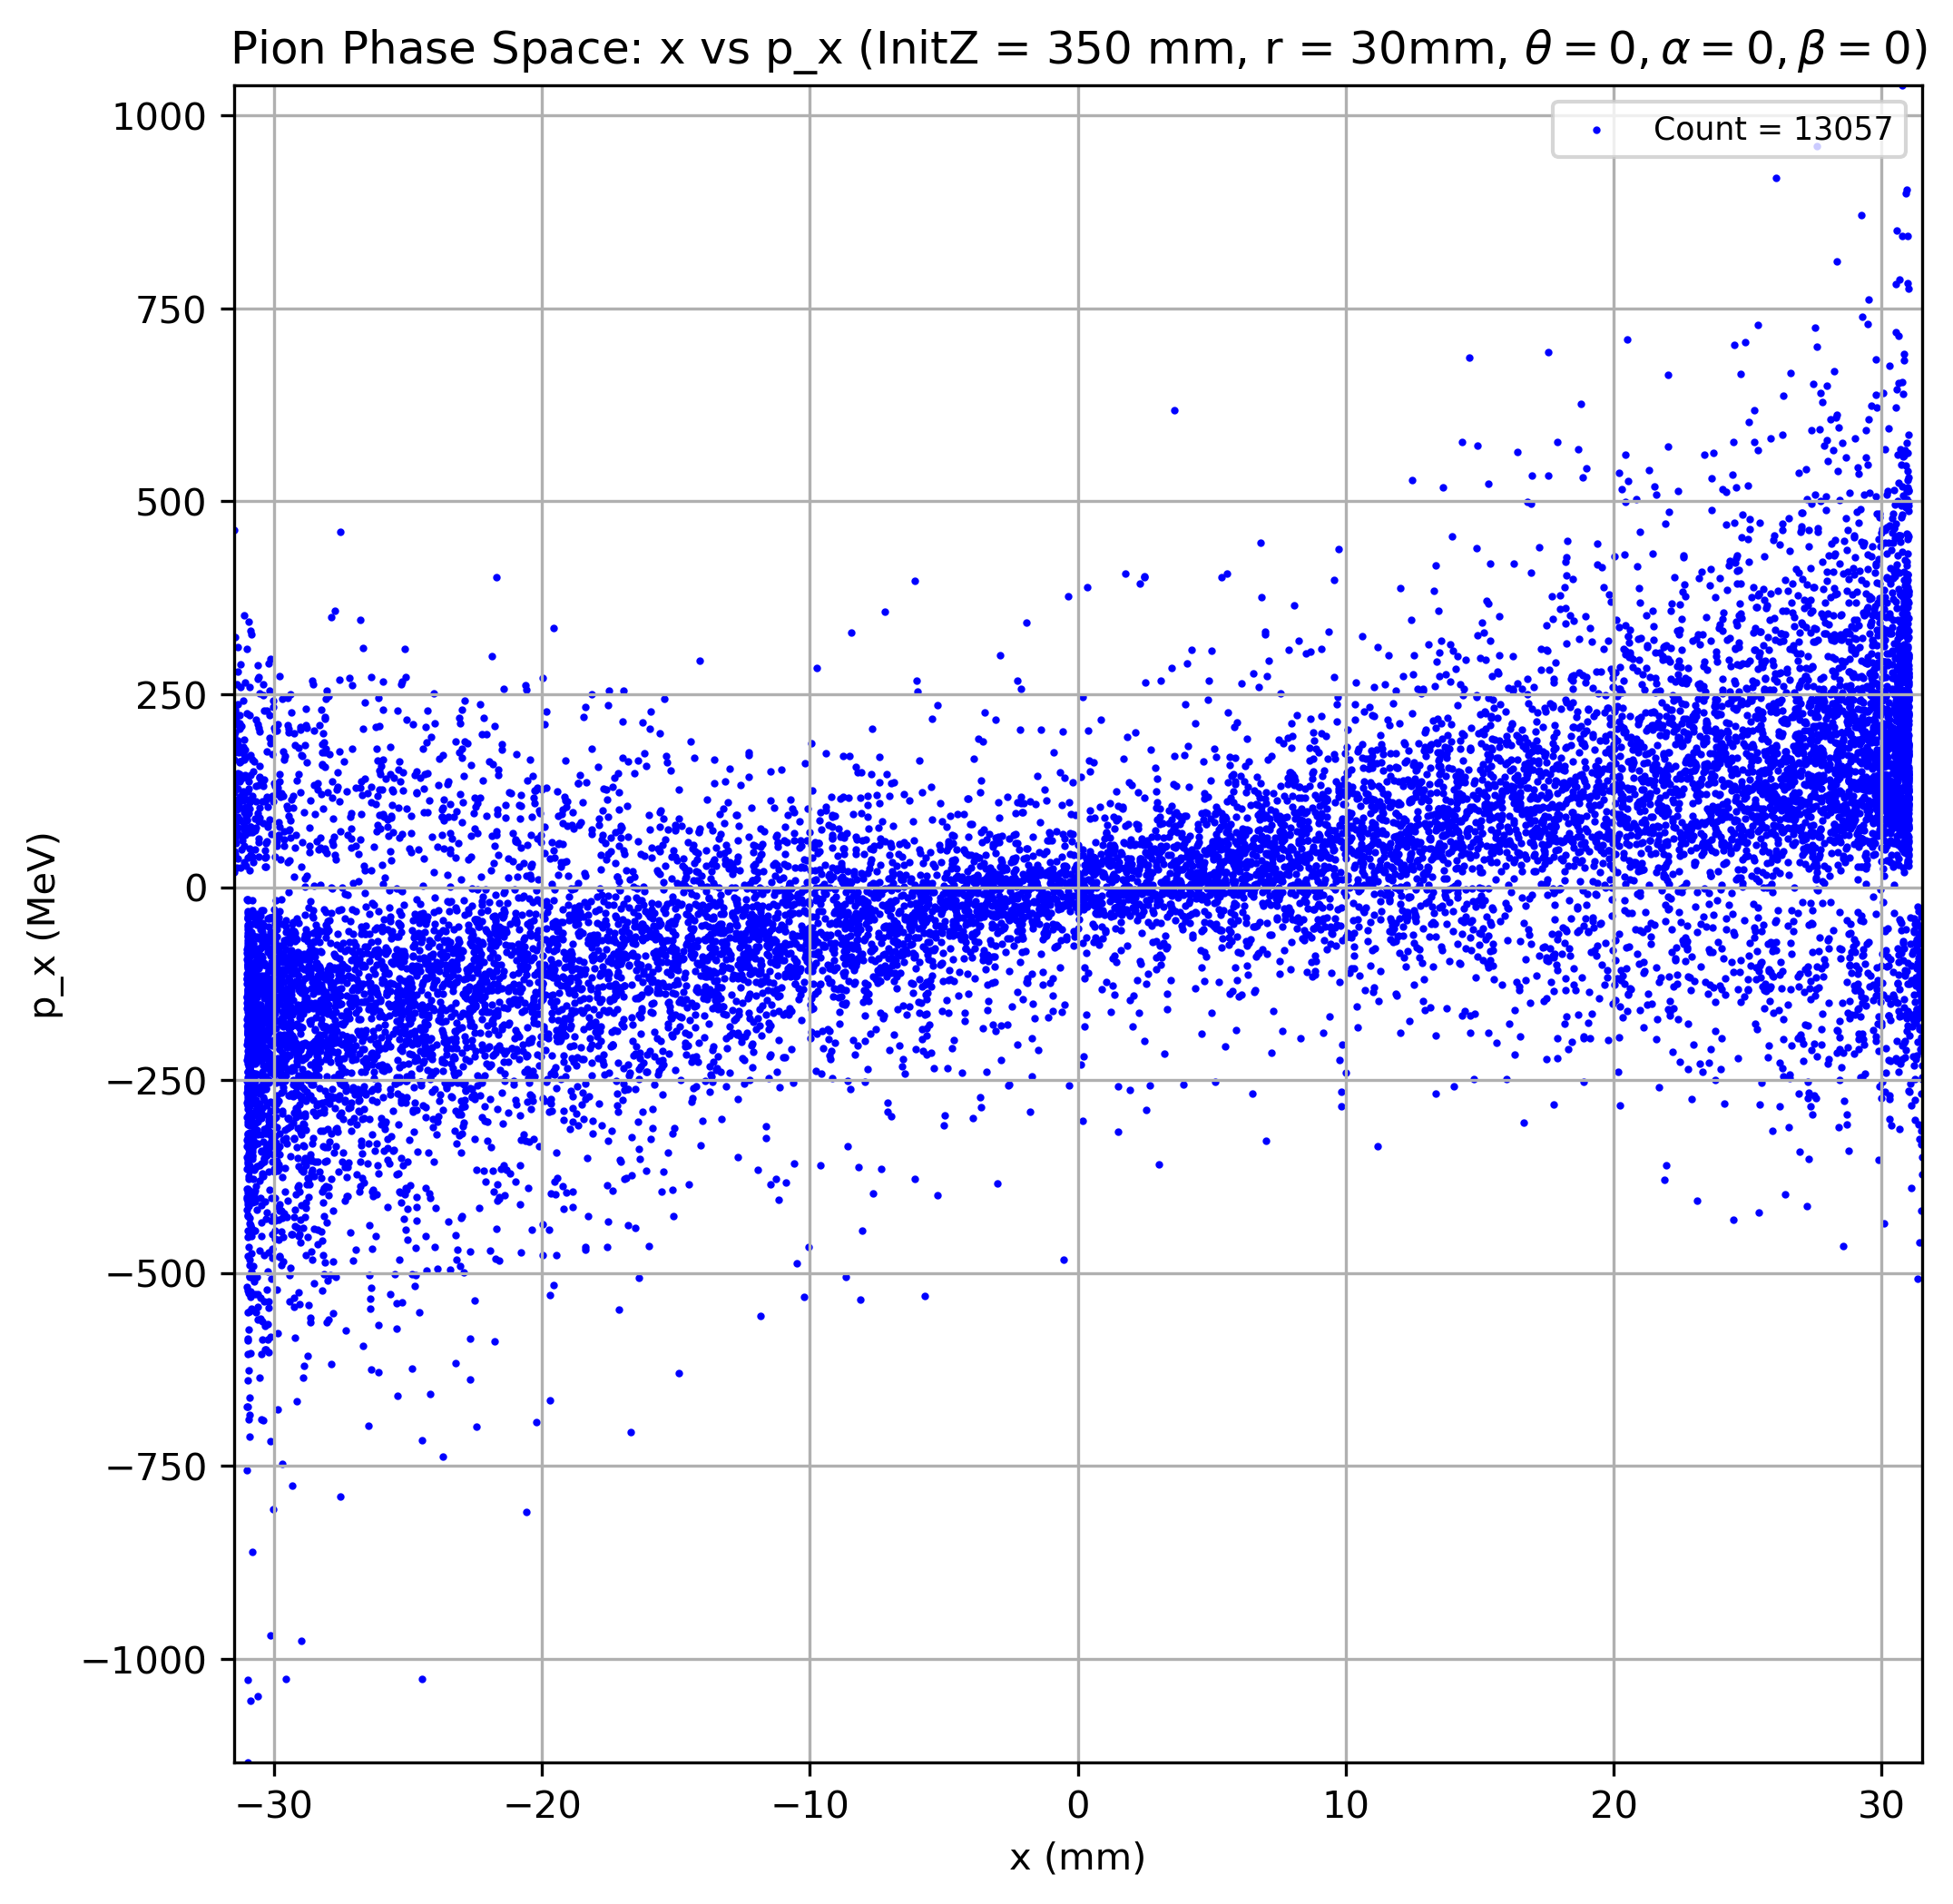 Pion Phase Space: x vs p_x (InitZ = 350 mm, r = 30mm, θ = 0, α = 0, β = 0)
Count = 13057
1000
750
500
250
0
−250
−500
−750
−1000
p_x (MeV)
−30 −20 −10 0 10 20 30
x (mm)